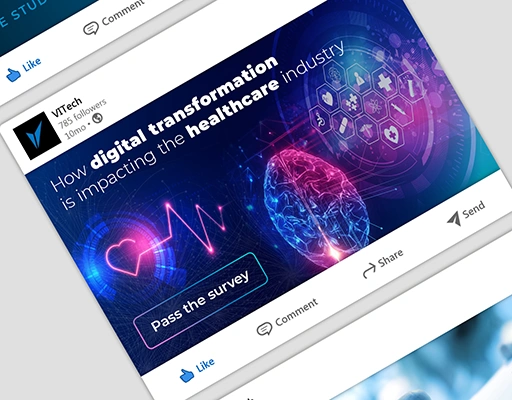 E STUD
Like
Comment
VITech
785 followers
10mo •
How digital transformation
is impacting the healthcare industry
Pass the survey
Like
Comment
Share
Send